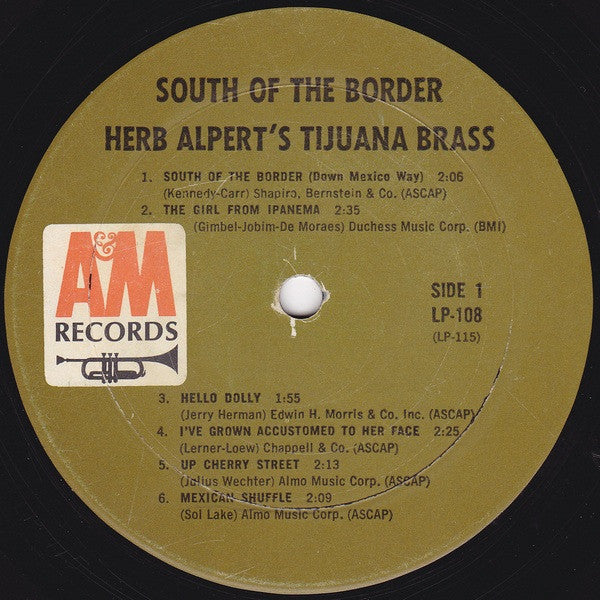 SOUTH OF THE BORDER
HERB ALPERT'S TIJUANA BRASS
1. SOUTH OF THE BORDER (Down Mexico Way) 2:06
(Kennedy-Carr) Shapiro, Bernstein & Co. (ASCAP)
2. THE GIRL FROM IPANEMA 2:35
(Gimbel-Jobim-De Moraes) Duchess Music Corp. (BMI)
A&M
RECORDS
SIDE 1
LP-108
(LP-115)
3. HELLO DOLLY 1:55
(Jerry Herman) Edwin H. Morris & Co. Inc. (ASCAP)
4. I'VE GROWN ACCUSTOMED TO HER FACE 2:25
(Lerner-Loew) Chappell & Co. (ASCAP)
5. UP CHERRY STREET 2:13
(Julius Wechter) Almo Music Corp. (ASCAP)
6. MEXICAN SHUFFLE 2:09
(Sol Lake) Almo Music Corp. (ASCAP)